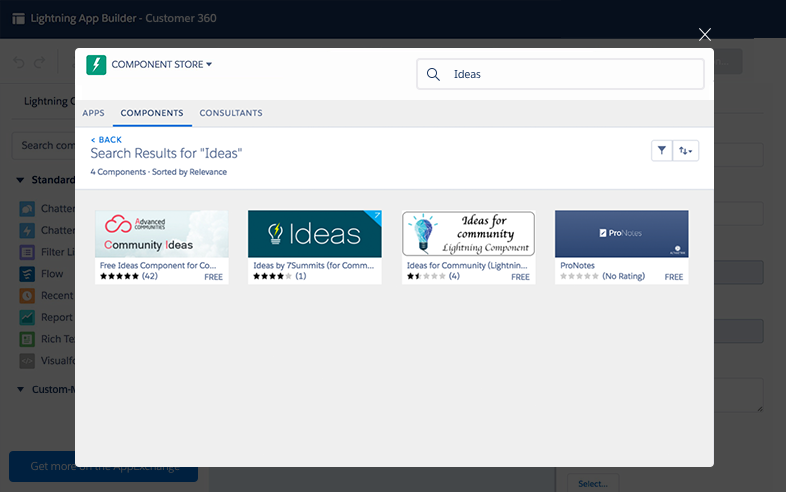 Lightning App Builder - Customer 360
COMPONENT STORE
Ideas
APPS
COMPONENTS
CONSULTANTS
Lightning
Search com
Standard
Chatte
Chatte
Filter Li
Flow
Recent
Report
Rich Te
Visualfo
Custom-M
Get more on the AppExchange
< BACK
Search Results for "Ideas"
4 Components · Sorted by Relevance
Advanced
COMMUNITIES
Community Ideas
Free Ideas Component for Co...
(42)
FREE
7
Ideas
Ideas by 7Summits (for Comm...
(1)
Ideas for
community
Lightning Component
Ideas for Community (Lightnin...
(4)
FREE
ProNotes
ProNotes
(No Rating)
FREE
Select...